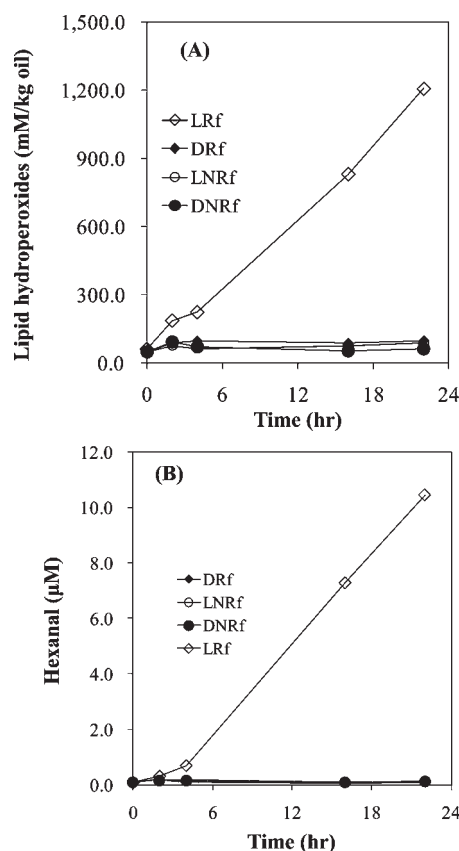 (A)
Lipid hydroperoxides (mM/kg oil)
1,500.0
1,200.0
900.0
600.0
300.0
0.0
LRf
DRf
LNRf
DNRf
0 6 12 18 24
Time (hr)
(B)
Hexanal (µM)
12.0
10.0
8.0
6.0
4.0
2.0
0.0
DRf
LNRf
DNRf
LRf
0 6 12 18 24
Time (hr)